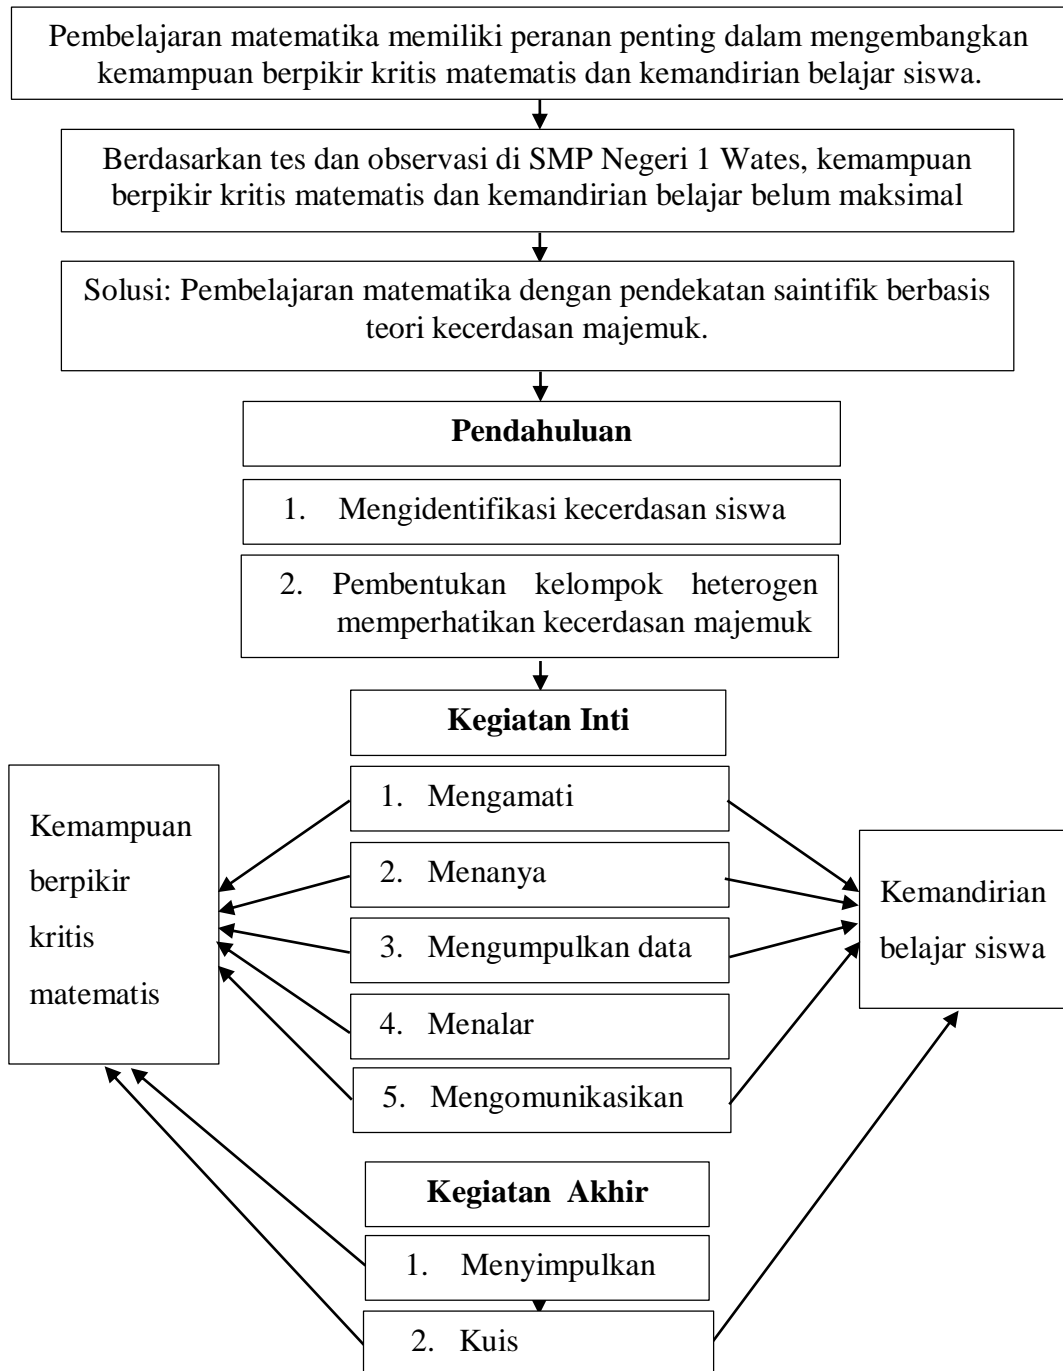 Pembelajaran matematika memiliki peranan penting dalam mengembangkan
kemampuan berpikir kritis matematis dan kemandirian belajar siswa.
Berdasarkan tes dan observasi di SMP Negeri 1 Wates, kemampuan
berpikir kritis matematis dan kemandirian belajar belum maksimal
Solusi: Pembelajaran matematika dengan pendekatan saintifik berbasis
teori kecerdasan majemuk.
Pendahuluan
1. Mengidentifikasi kecerdasan siswa
2. Pembentukan kelompok heterogen
memperhatikan kecerdasan majemuk
Kegiatan Inti
1. Mengamati
2. Menanya
3. Mengumpulkan data
4. Menalar
5. Mengomunikasikan
Kemampuan
berpikir
kritis
matematis
Kemandirian
belajar siswa
Kegiatan Akhir
1. Menyimpulkan
2. Kuis